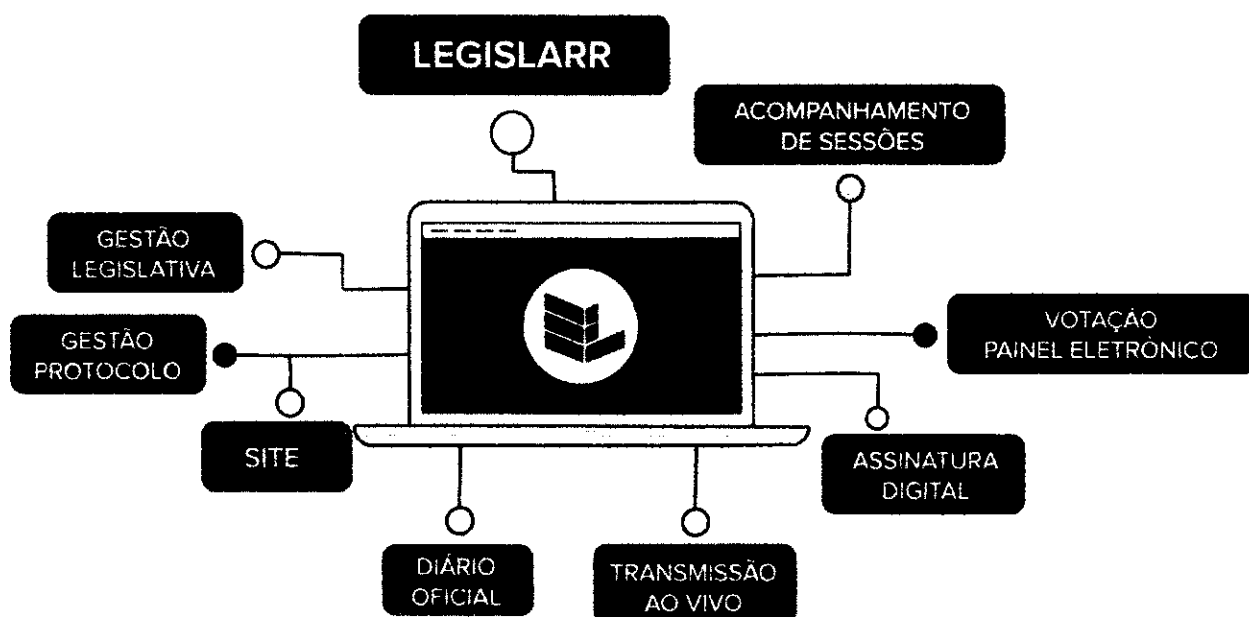 LEGISLARR
ACOMPANHAMENTO
DE SESSÕES
GESTÃO
LEGISLATIVA
GESTÃO
PROTOCOLO
VOTAÇÃO
PAINEL ELETRÔNICO
SITE
ASSINATURA
DIGITAL
DIÁRIO
OFICIAL
TRANSMISSÃO
AO VIVO